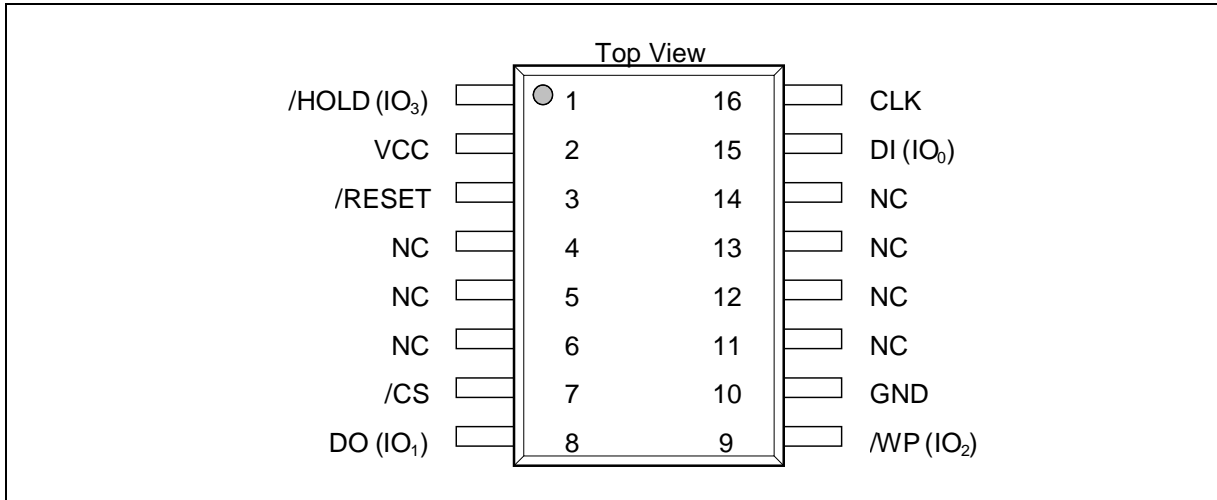 Top View
/HOLD (IO₃) 1 16 CLK
VCC 2 15 DI (IO₀)
/RESET 3 14 NC
NC 4 13 NC
NC 5 12 NC
NC 6 11 NC
/CS 7 10 GND
DO (IO₁) 8 9 /WP (IO₂)